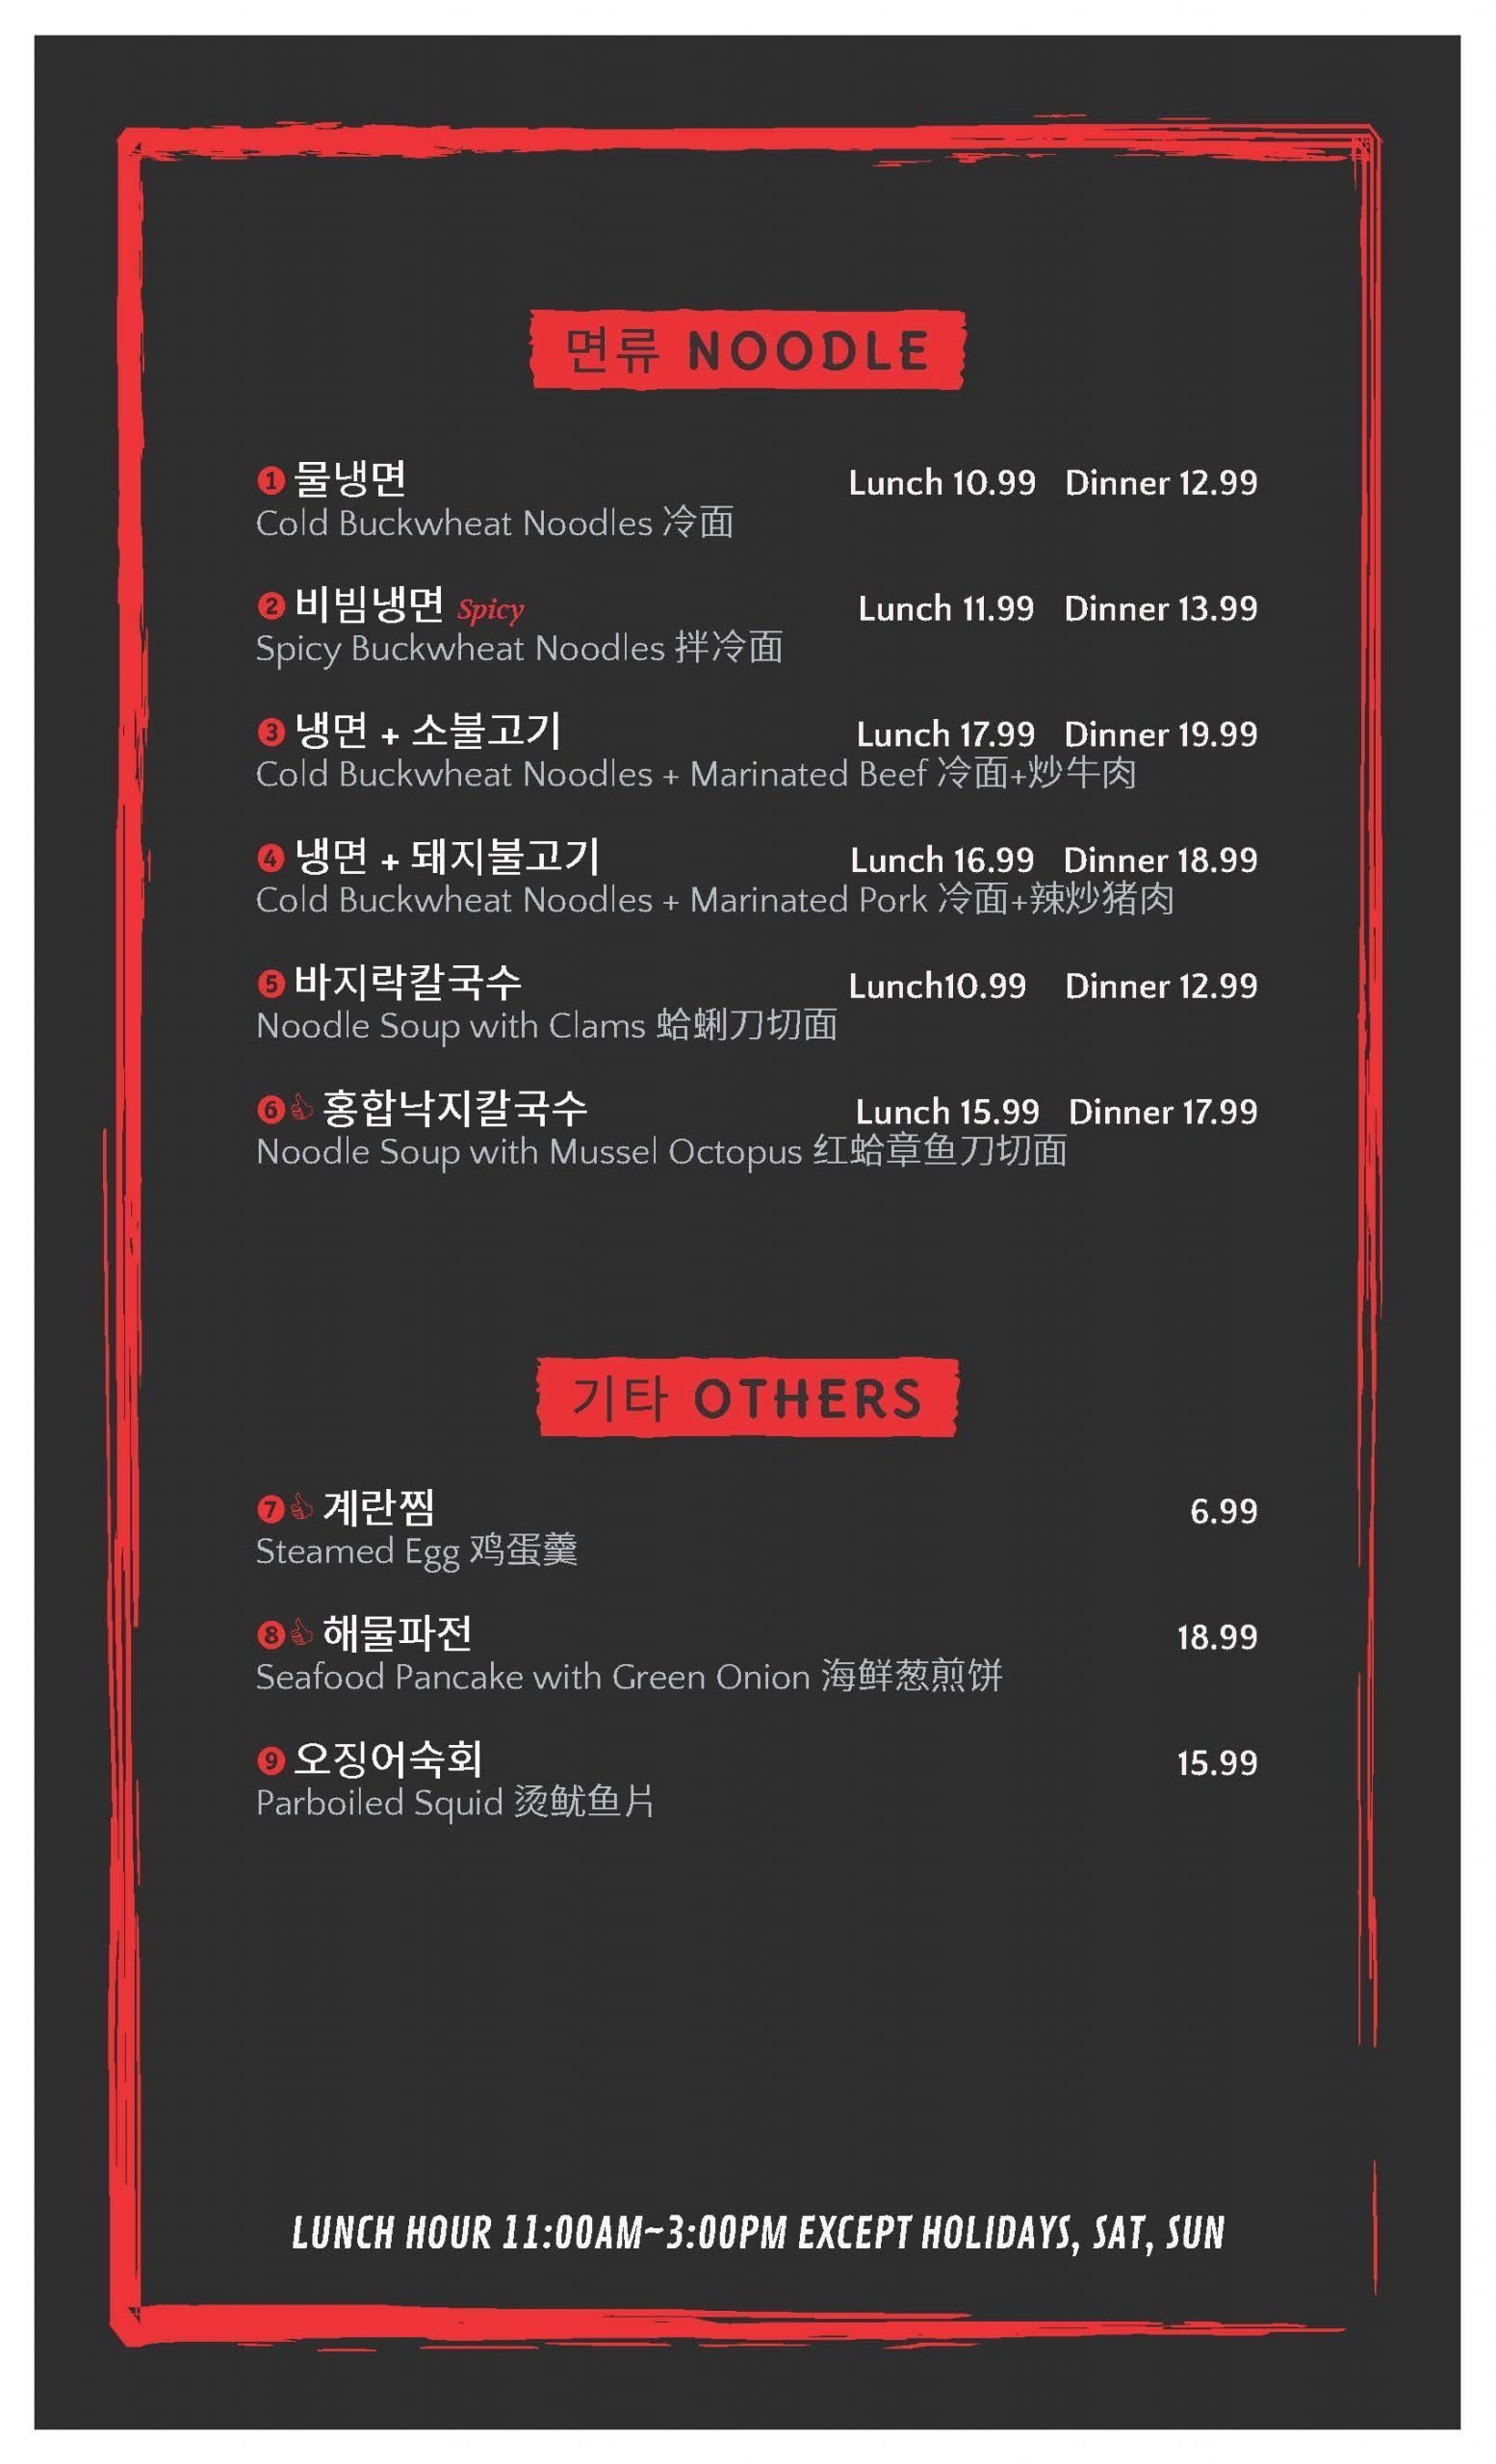 면류 NOODLE
❶ 물냉면 Lunch 10.99 Dinner 12.99
Cold Buckwheat Noodles 冷面
❷ 비빔냉면 Spicy Lunch 11.99 Dinner 13.99
Spicy Buckwheat Noodles 拌冷面
❸ 냉면 + 소불고기 Lunch 17.99 Dinner 19.99
Cold Buckwheat Noodles + Marinated Beef 冷面+炒牛肉
❹ 냉면 + 돼지불고기 Lunch 16.99 Dinner 18.99
Cold Buckwheat Noodles + Marinated Pork 冷面+辣炒猪肉
❺ 바지락칼국수 Lunch10.99 Dinner 12.99
Noodle Soup with Clams 蛤蜊刀切面
❻ 홍합낙지칼국수 Lunch 15.99 Dinner 17.99
Noodle Soup with Mussel Octopus 红蛤章鱼刀切面
기타 OTHERS
❼ 계란찜 6.99
Steamed Egg 鸡蛋羹
❽ 해물파전 18.99
Seafood Pancake with Green Onion 海鲜葱煎饼
❾ 오징어숙회 15.99
Parboiled Squid 烫鱿鱼片
LUNCH HOUR 11:00AM~3:00PM EXCEPT HOLIDAYS, SAT, SUN